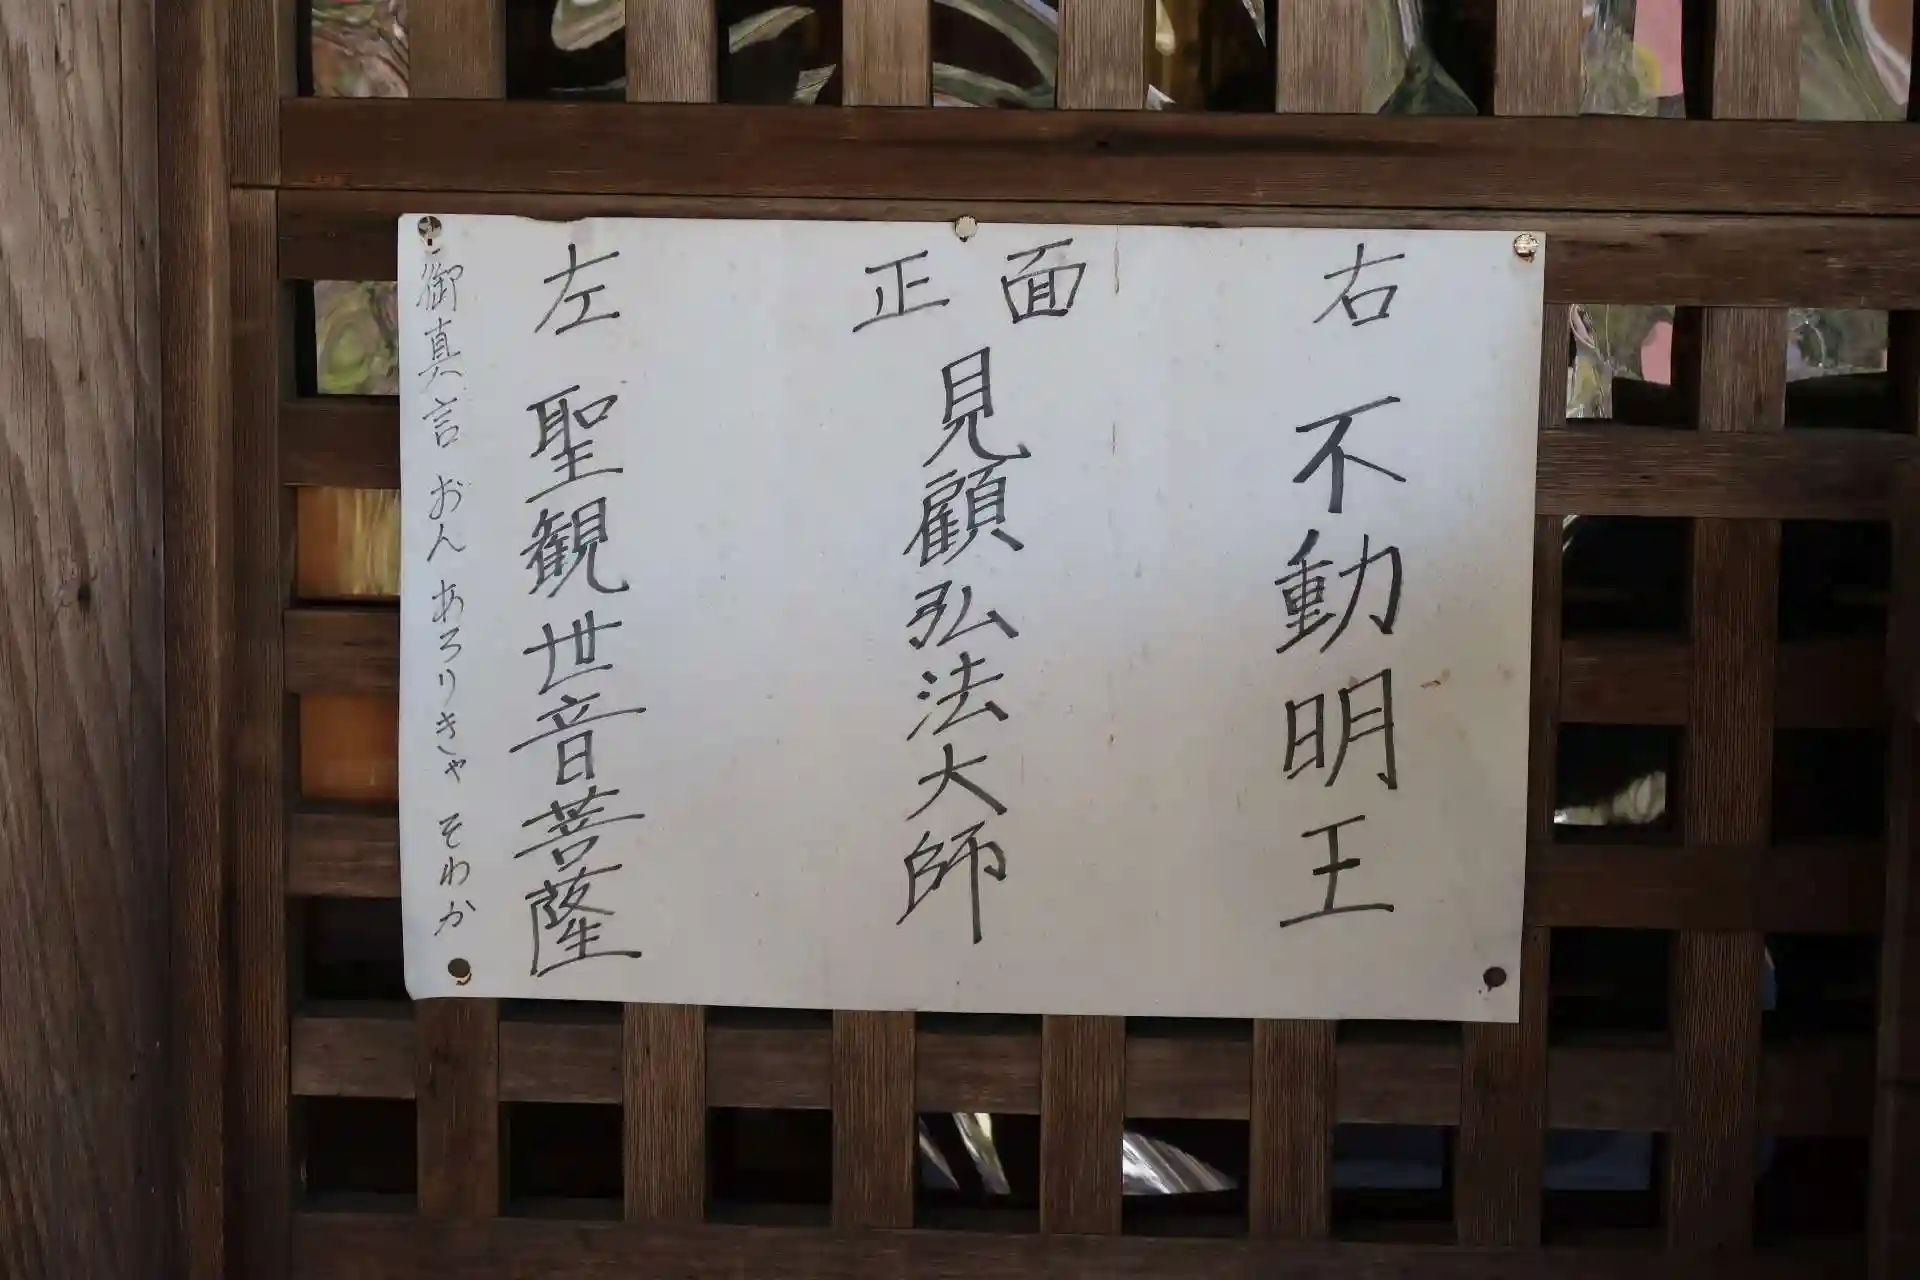 右 不動明王
正面 見顧弘法大師
左 聖観世音菩薩
御真言 おん あろりきゃ そわか